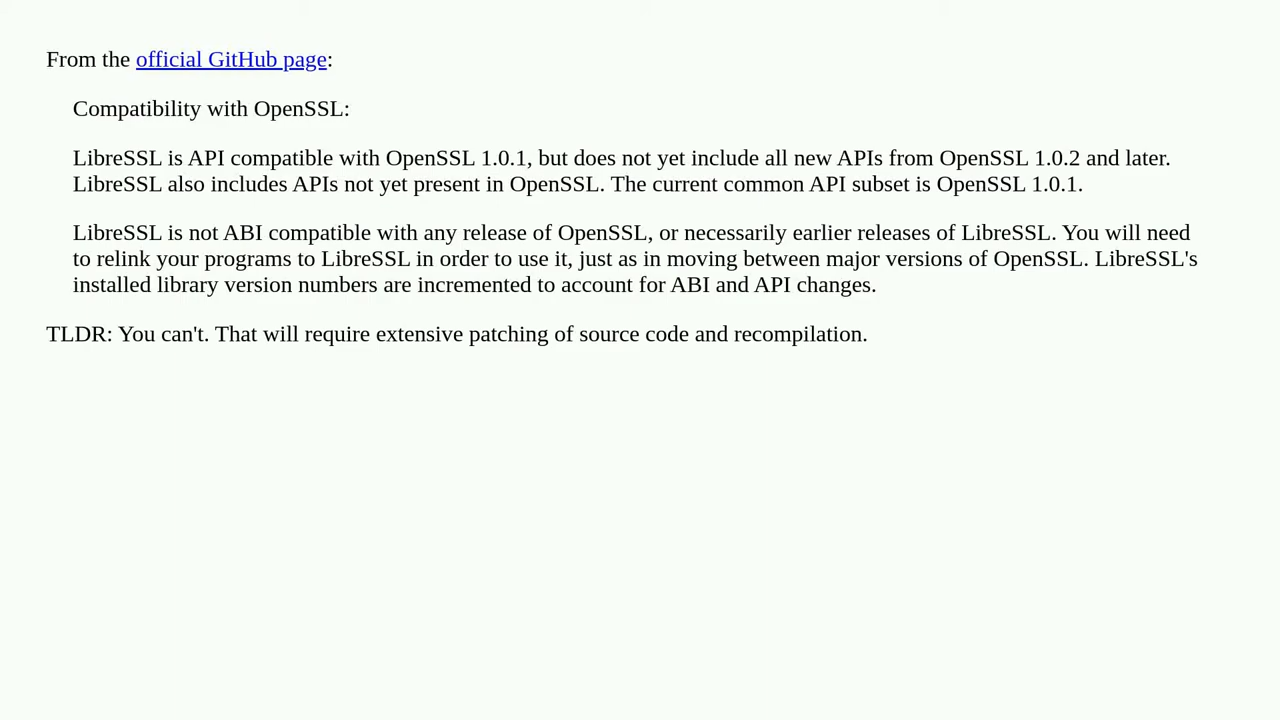 From the official GitHub page:
Compatibility with OpenSSL:
LibreSSL is API compatible with OpenSSL 1.0.1, but does not yet include all new APIs from OpenSSL 1.0.2 and later.
LibreSSL also includes APIs not yet present in OpenSSL. The current common API subset is OpenSSL 1.0.1.
LibreSSL is not ABI compatible with any release of OpenSSL, or necessarily earlier releases of LibreSSL. You will need
to relink your programs to LibreSSL in order to use it, just as in moving between major versions of OpenSSL. LibreSSL's
installed library version numbers are incremented to account for ABI and API changes.
TLDR: You can't. That will require extensive patching of source code and recompilation.